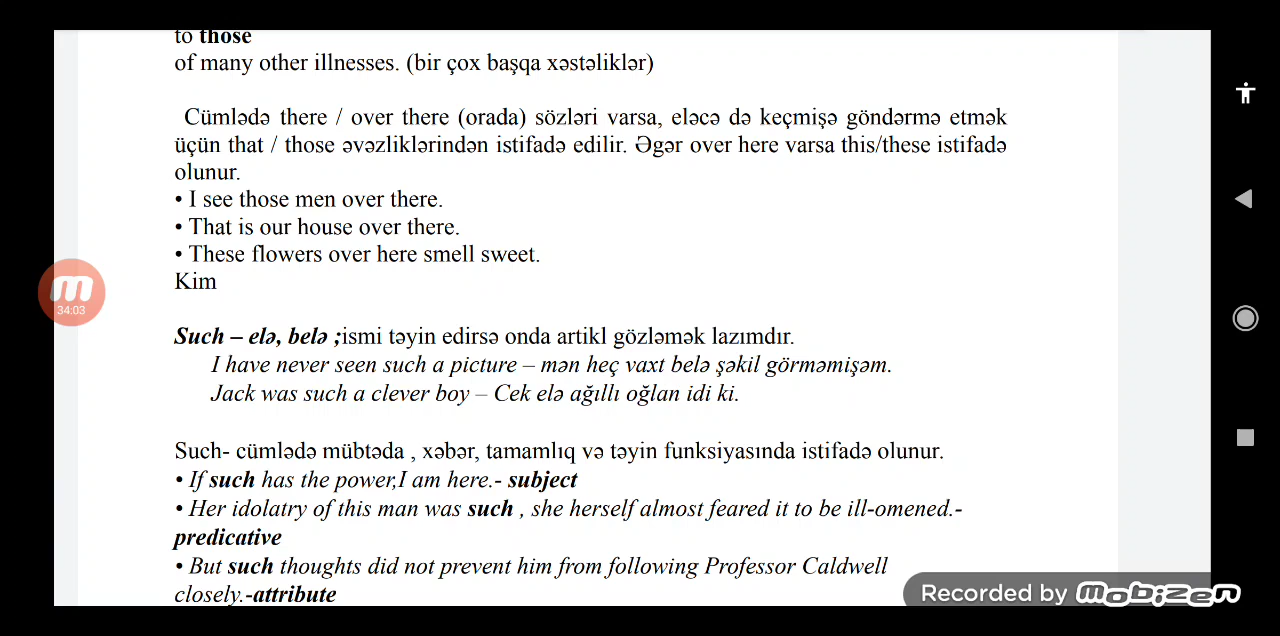 to those
of many other illnesses. (bir çox başqa xəstəliklər)
Cümlədə there / over there (orada) sözləri varsa, eləcə də keçmişə göndərmə etmək
üçün that / those əvəzliklərindən istifadə edilir. Əgər over here varsa this/these istifadə
olunur.
• I see those men over there.
• That is our house over there.
• These flowers over here smell sweet.
Kim
Such – elə, belə ;ismi təyin edirsə onda artikl gözləmək lazımdır.
I have never seen such a picture – mən heç vaxt belə şəkil görməmişəm.
Jack was such a clever boy – Cek elə ağıllı oğlan idi ki.
Such- cümlədə mübtəda , xəbər, tamamlıq və təyin funksiyasında istifadə olunur.
• If such has the power,I am here.- subject
• Her idolatry of this man was such , she herself almost feared it to be ill-omened.-
predicative
• But such thoughts did not prevent him from following Professor Caldwell
closely.-attribute
m
34:03
Recorded by mobizen